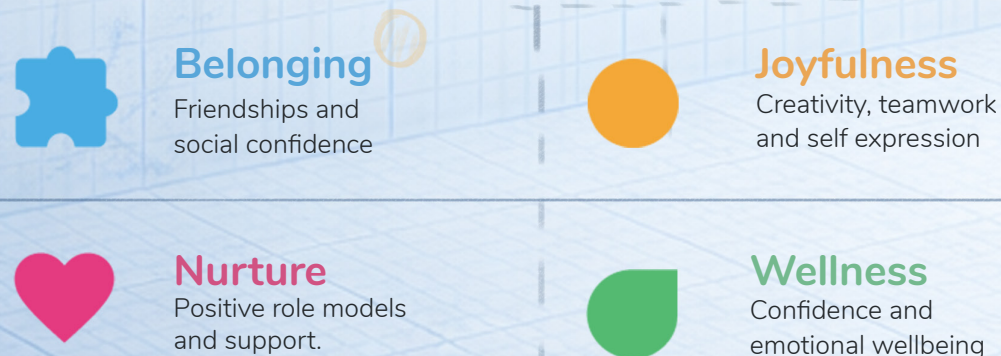 Belonging
Friendships and
social confidence
Joyfulness
Creativity, teamwork
and self expression
Nurture
Positive role models
and support.
Wellness
Confidence and
emotional wellbeing